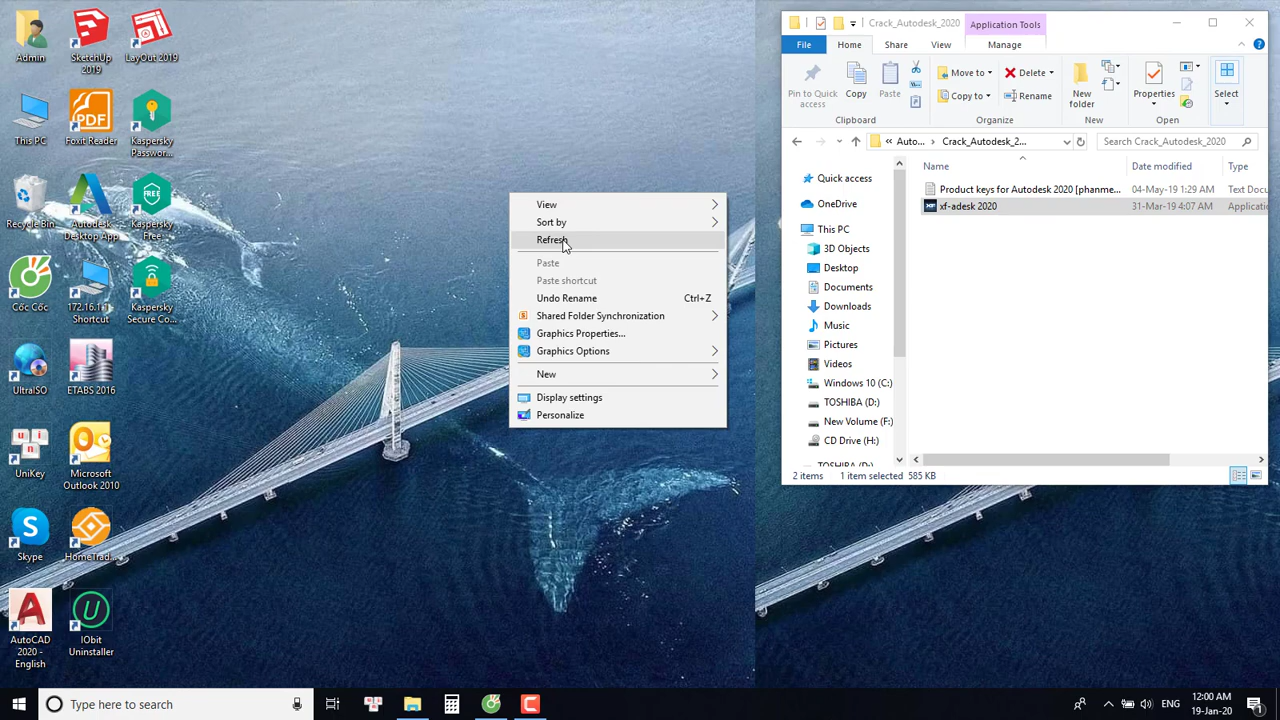 Admin
SketchUp
2019
LayOut 2019
This PC
Foxit Reader
Kaspersky
Passwor...
Recycle Bin
Autodesk
Desktop App
Kaspersky
Free
Cốc Cốc
172.16.1.1
Shortcut
Kaspersky
Secure Co...
UltraISO
ETABS 2016
UniKey
Microsoft
Outlook 2010
Skype
HomeTrad...
AutoCAD
2020 -
English
IObit
Uninstaller
View
Sort by
Refresh
Paste
Paste shortcut
Undo Rename Ctrl+Z
Shared Folder Synchronization
Graphics Properties...
Graphics Options
New
Display settings
Personalize
Crack_Autodesk_2020
Application Tools
File
Home
Share
View
Manage
Pin to Quick
access
Copy
Paste
Move to
Copy to
Delete
Rename
New
folder
Properties
Select
Clipboard
Organize
New
Open
« Auto... › Crack_Autodesk_2...
Search Crack_Autodesk_2020
Name
Date modified
Type
Quick access
OneDrive
This PC
3D Objects
Desktop
Documents
Downloads
Music
Pictures
Videos
Windows 10 (C:)
TOSHIBA (D:)
New Volume (F:)
CD Drive (H:)
TOSHIBA (D:)
Product keys for Autodesk 2020 [phanme... 04-May-19 1:29 AM Text Docu
xf-adesk 2020 31-Mar-19 4:07 AM Applicatio
2 items 1 item selected 585 KB
Type here to search
ENG
12:00 AM
19-Jan-20
1